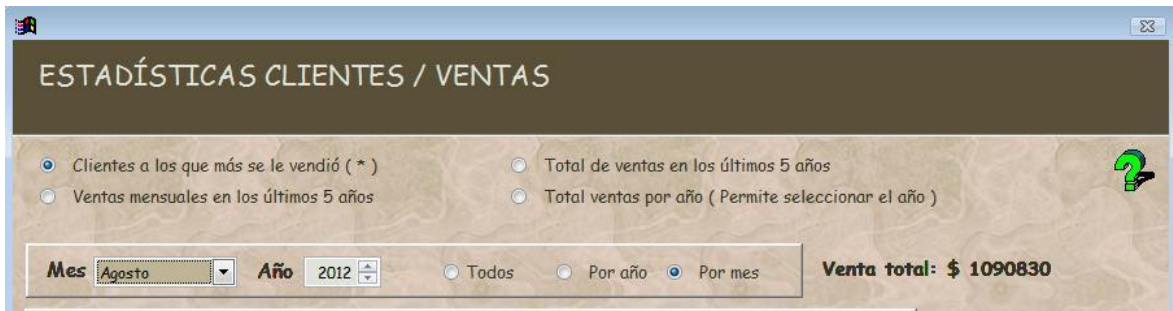 ESTADÍSTICAS CLIENTES / VENTAS
Clientes a los que más se le vendió ( * )
Total de ventas en los últimos 5 años
Ventas mensuales en los últimos 5 años
Total ventas por año ( Permite seleccionar el año )
Mes Agosto Año 2012 Todos Por año Por mes Venta total: $ 1090830